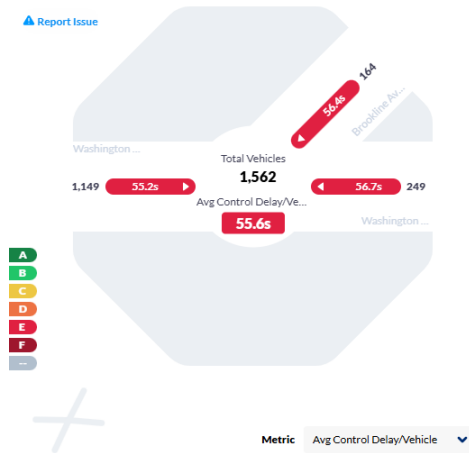 Report Issue
164
56.4s
Brookline Av...
Washington ...
Total Vehicles
1,562
1,149 55.2s
56.7s 249
Avg Control Delay/Ve...
55.6s
Washington ...
A
B
C
D
E
F
--
Metric Avg Control Delay/Vehicle